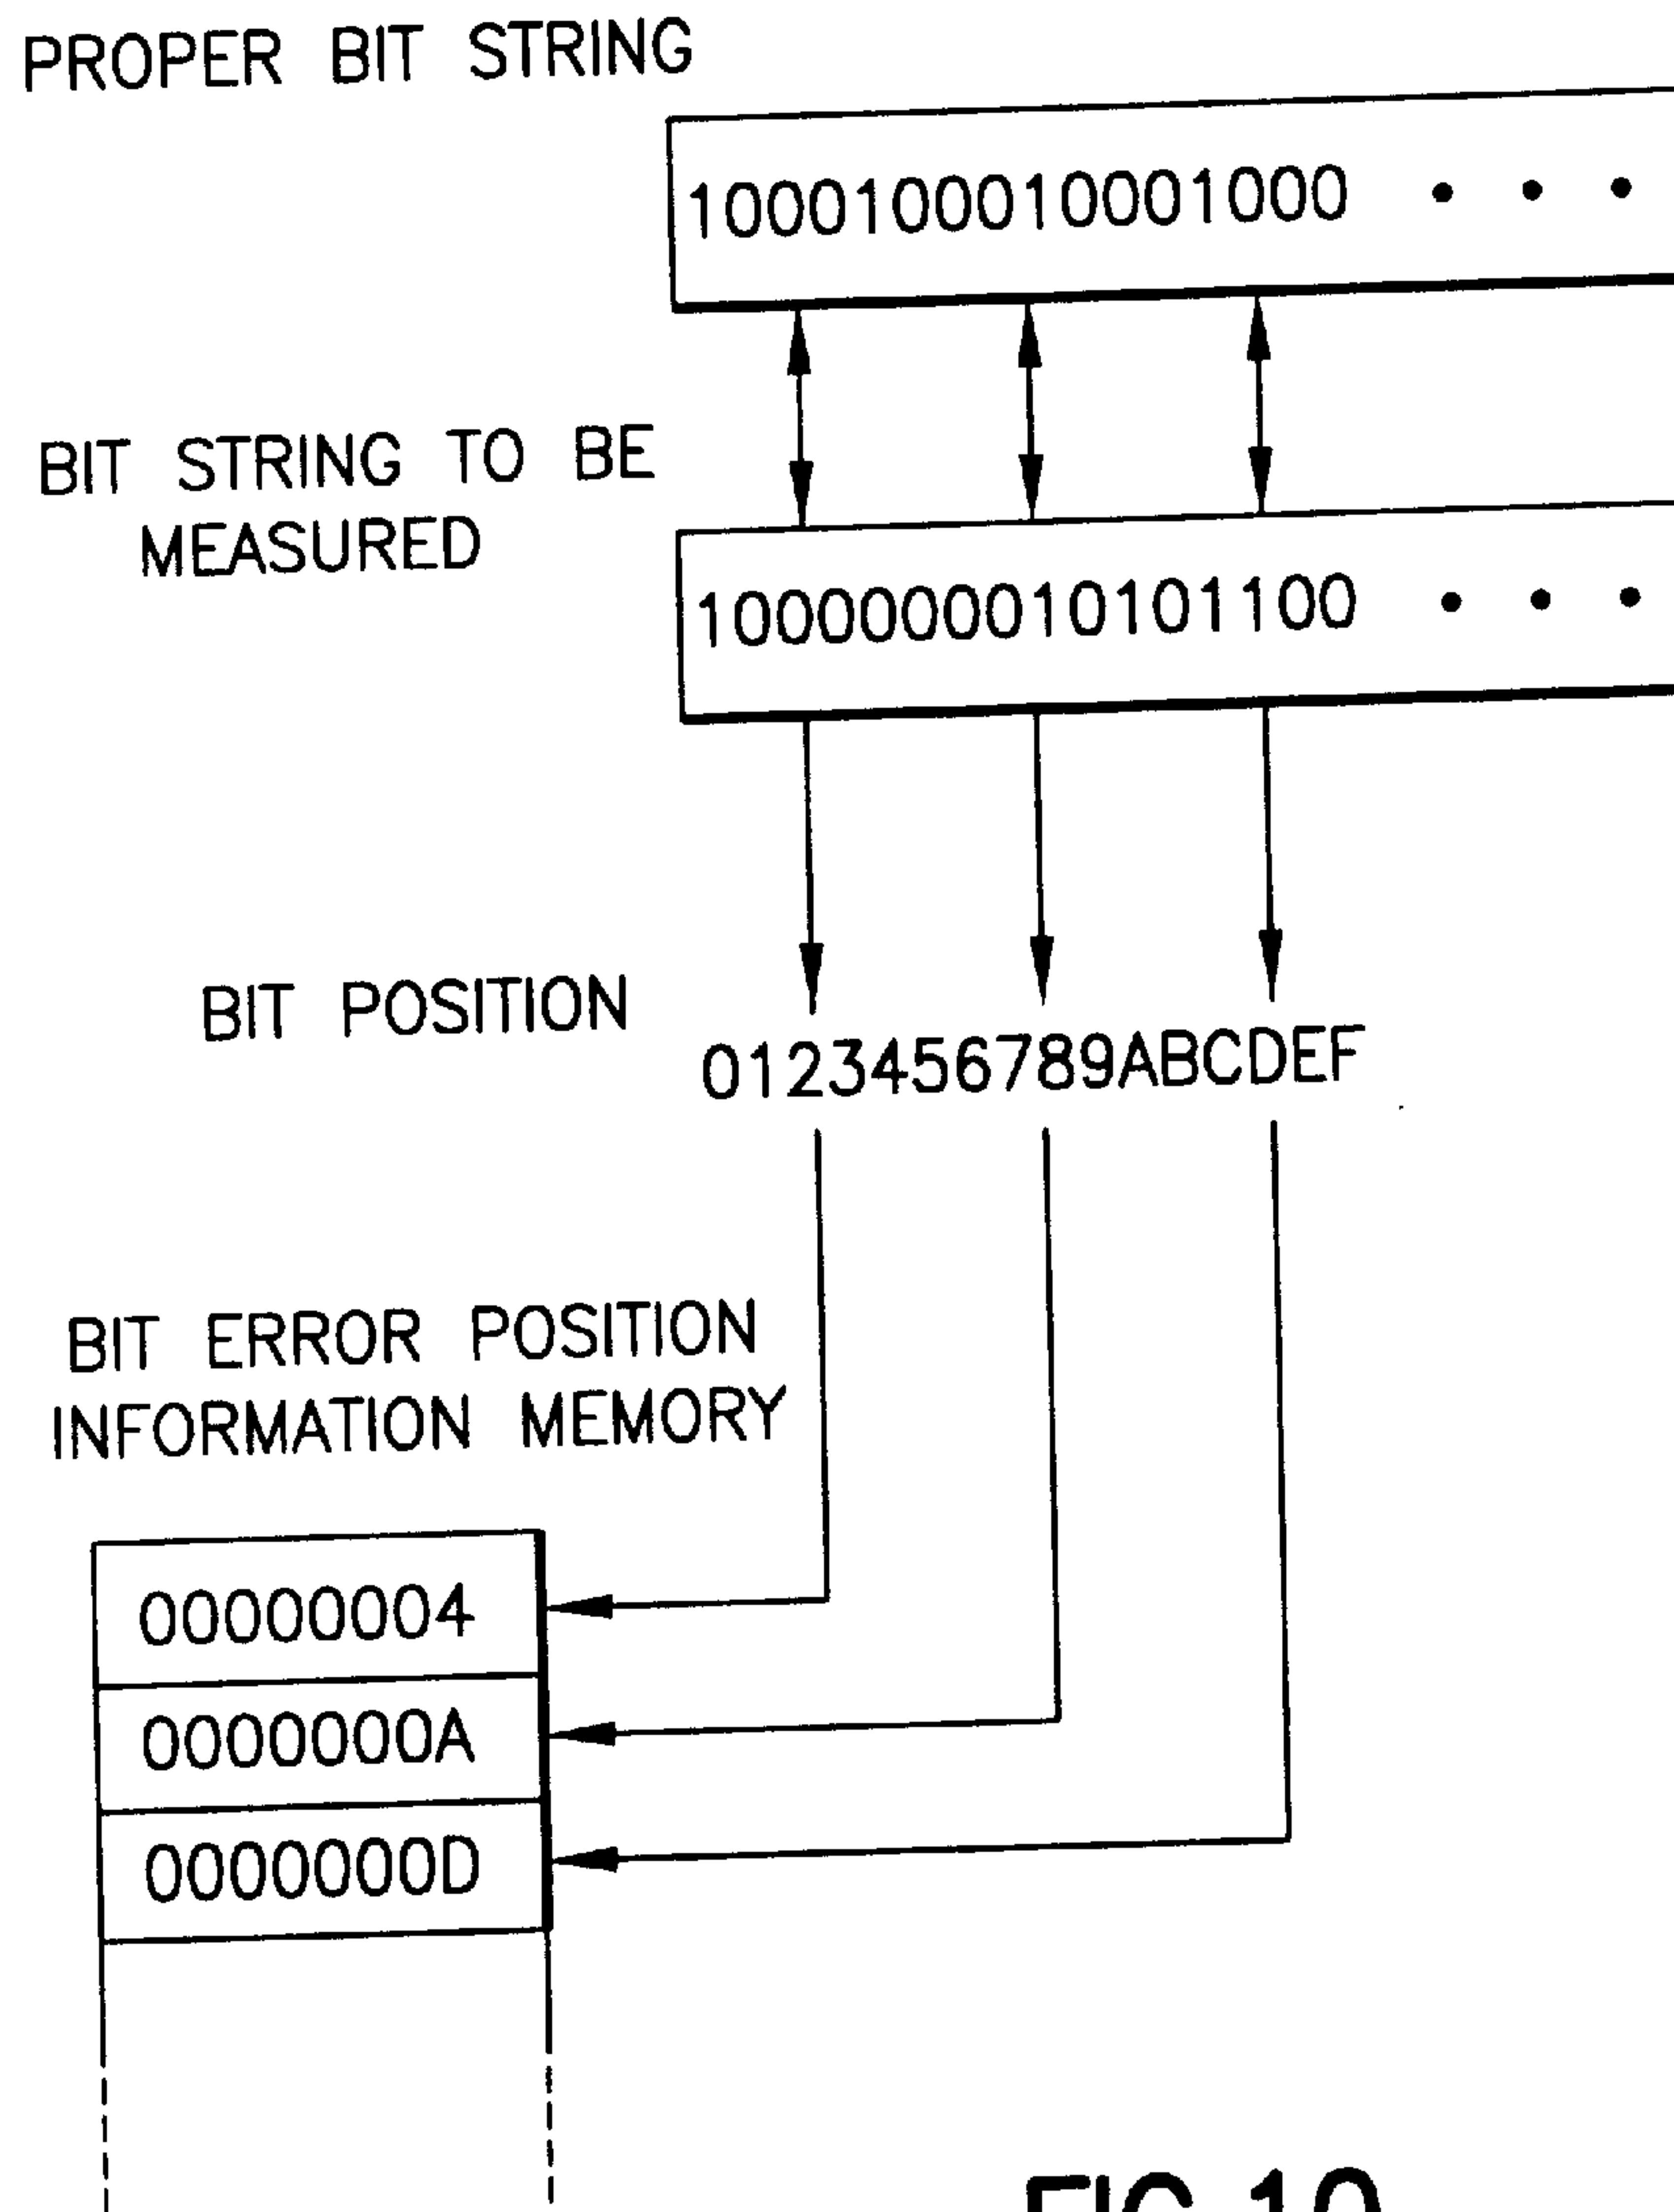 PROPER BIT STRING
1000100010001000 • • •
BIT STRING TO BE
MEASURED
1000000010101100 • • •
BIT POSITION
0123456789ABCDEF
BIT ERROR POSITION
INFORMATION MEMORY
00000004
0000000A
0000000D